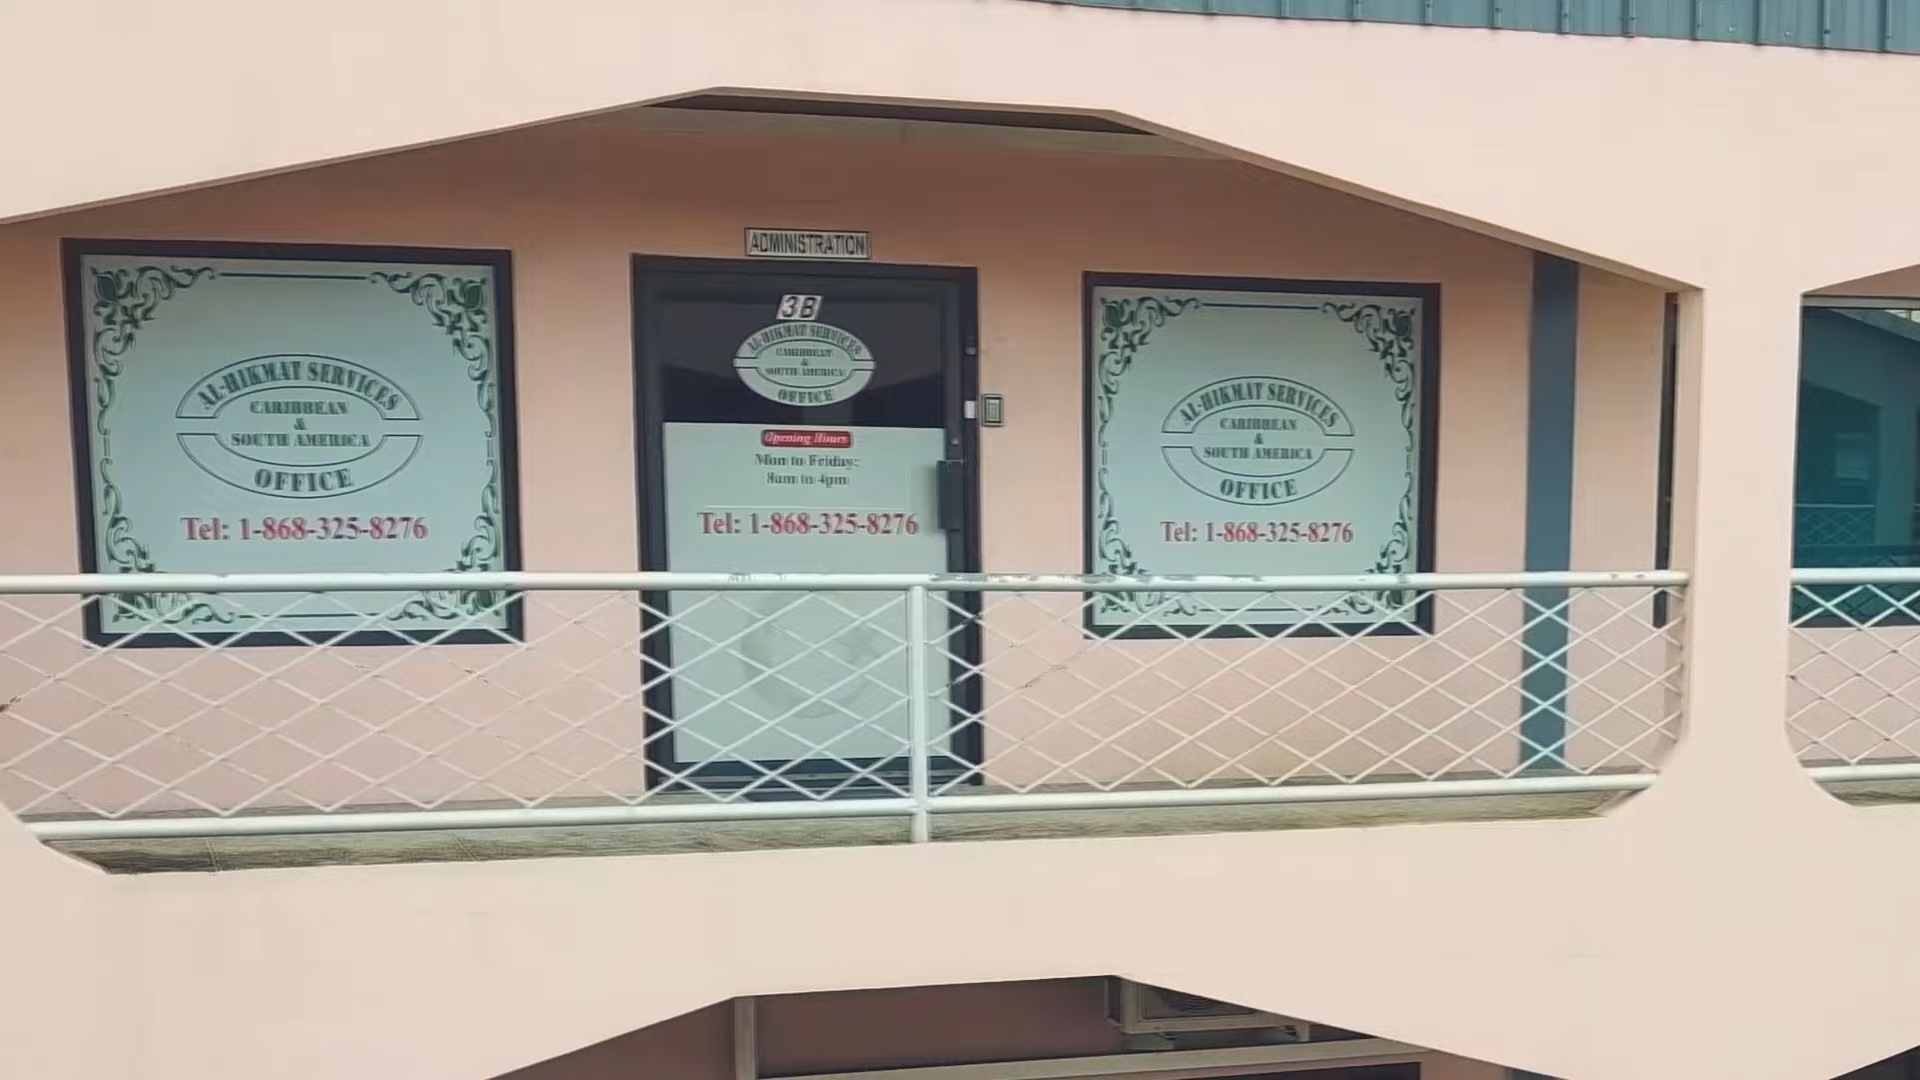 ADMINISTRATION
AL-HIKMAT SERVICES
CARIBBEAN
&
SOUTH AMERICA
OFFICE
Tel: 1-868-325-8276
3B
AL-HIKMAT SERVICES
CARIBBEAN
&
SOUTH AMERICA
OFFICE
Opening Hours
Mon to Friday:
8am to 4pm
Tel: 1-868-325-8276
AL-HIKMAT SERVICES
CARIBBEAN
&
SOUTH AMERICA
OFFICE
Tel: 1-868-325-8276